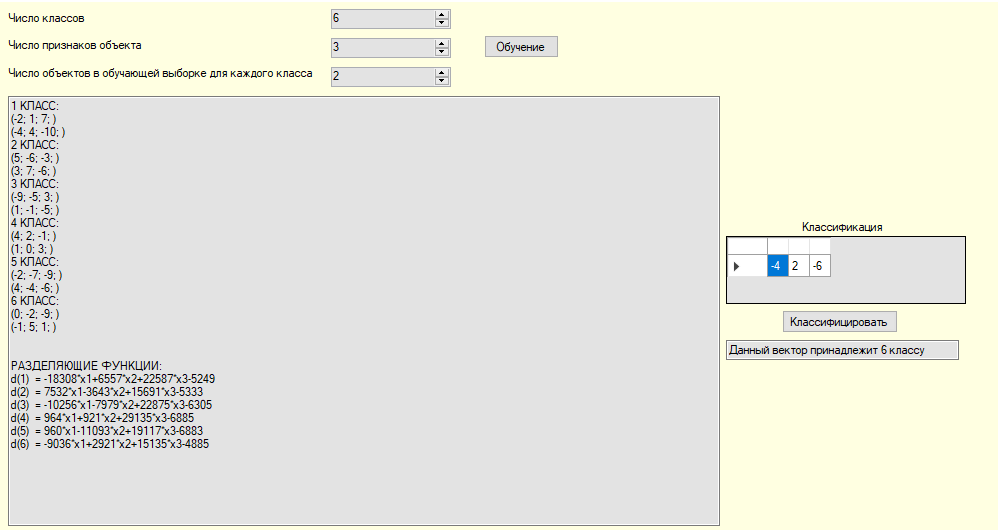 Число классов
6
Число признаков объекта
3
Обучение
Число объектов в обучающей выборке для каждого класса
2
1 КЛАСС:
(-2; 1; 7; )
(-4; 4; -10; )
2 КЛАСС:
(5; -6; -3; )
(3; 7; -6; )
3 КЛАСС:
(-9; -5; 3; )
(1; -1; -5; )
4 КЛАСС:
(4; 2; -1; )
(1; 0; 3; )
5 КЛАСС:
(-2; -7; -9; )
(4; -4; -6; )
6 КЛАСС:
(0; -2; -9; )
(-1; 5; 1; )
РАЗДЕЛЯЮЩИЕ ФУНКЦИИ:
d(1) = -18308*x1+6557*x2+22587*x3-5249
d(2) = 7532*x1-3643*x2+15691*x3-5333
d(3) = -10256*x1-7979*x2+22875*x3-6305
d(4) = 964*x1+921*x2+29135*x3-6885
d(5) = 960*x1-11093*x2+19117*x3-6883
d(6) = -9036*x1+2921*x2+15135*x3-4885
Классификация
-4 2 -6
Классифицировать
Данный вектор принадлежит 6 классу